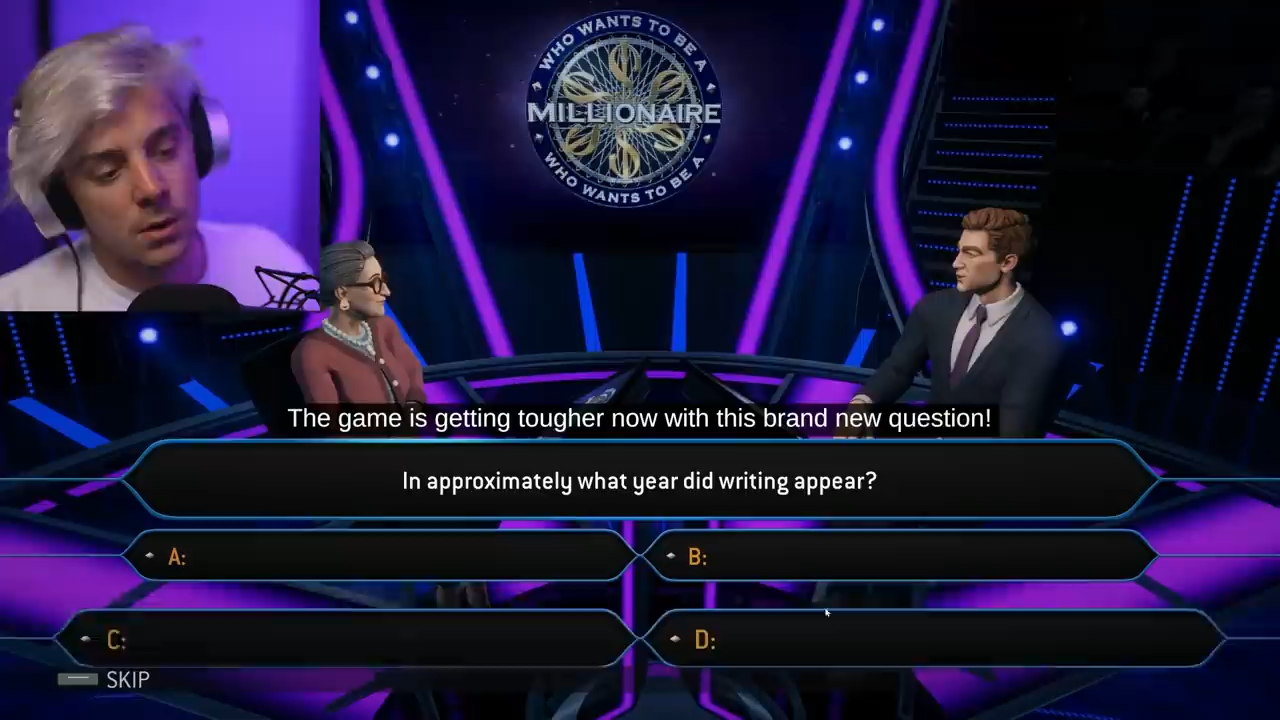 WHO WANTS TO BE A
MILLIONAIRE
WHO WANTS TO BE A
The game is getting tougher now with this brand new question!
In approximately what year did writing appear?
A:
B:
C:
D:
SKIP